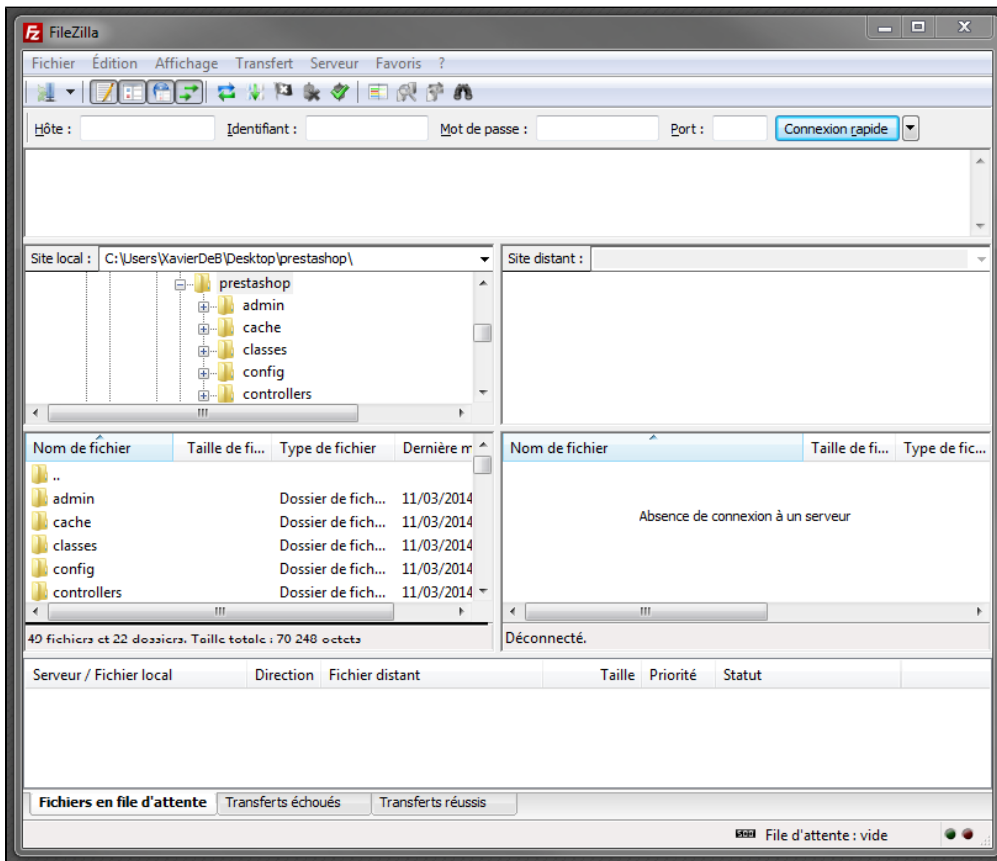 FileZilla
Fichier Édition Affichage Transfert Serveur Favoris ?
Hôte : Identifiant : Mot de passe : Port : Connexion rapide
Site local : C:\Users\XavierDeB\Desktop\prestashop\
prestashop
admin
cache
classes
config
controllers
Site distant :
Nom de fichier Taille de fi... Type de fichier Dernière m
..
admin Dossier de fich... 11/03/2014
cache Dossier de fich... 11/03/2014
classes Dossier de fich... 11/03/2014
config Dossier de fich... 11/03/2014
controllers Dossier de fich... 11/03/2014
49 fichiers et 22 dossiers. Taille totale : 70 248 octets
Nom de fichier Taille de fi... Type de fic...
Absence de connexion à un serveur
Déconnecté.
Serveur / Fichier local Direction Fichier distant Taille Priorité Statut
Fichiers en file d'attente Transferts échoués Transferts réussis
File d'attente : vide